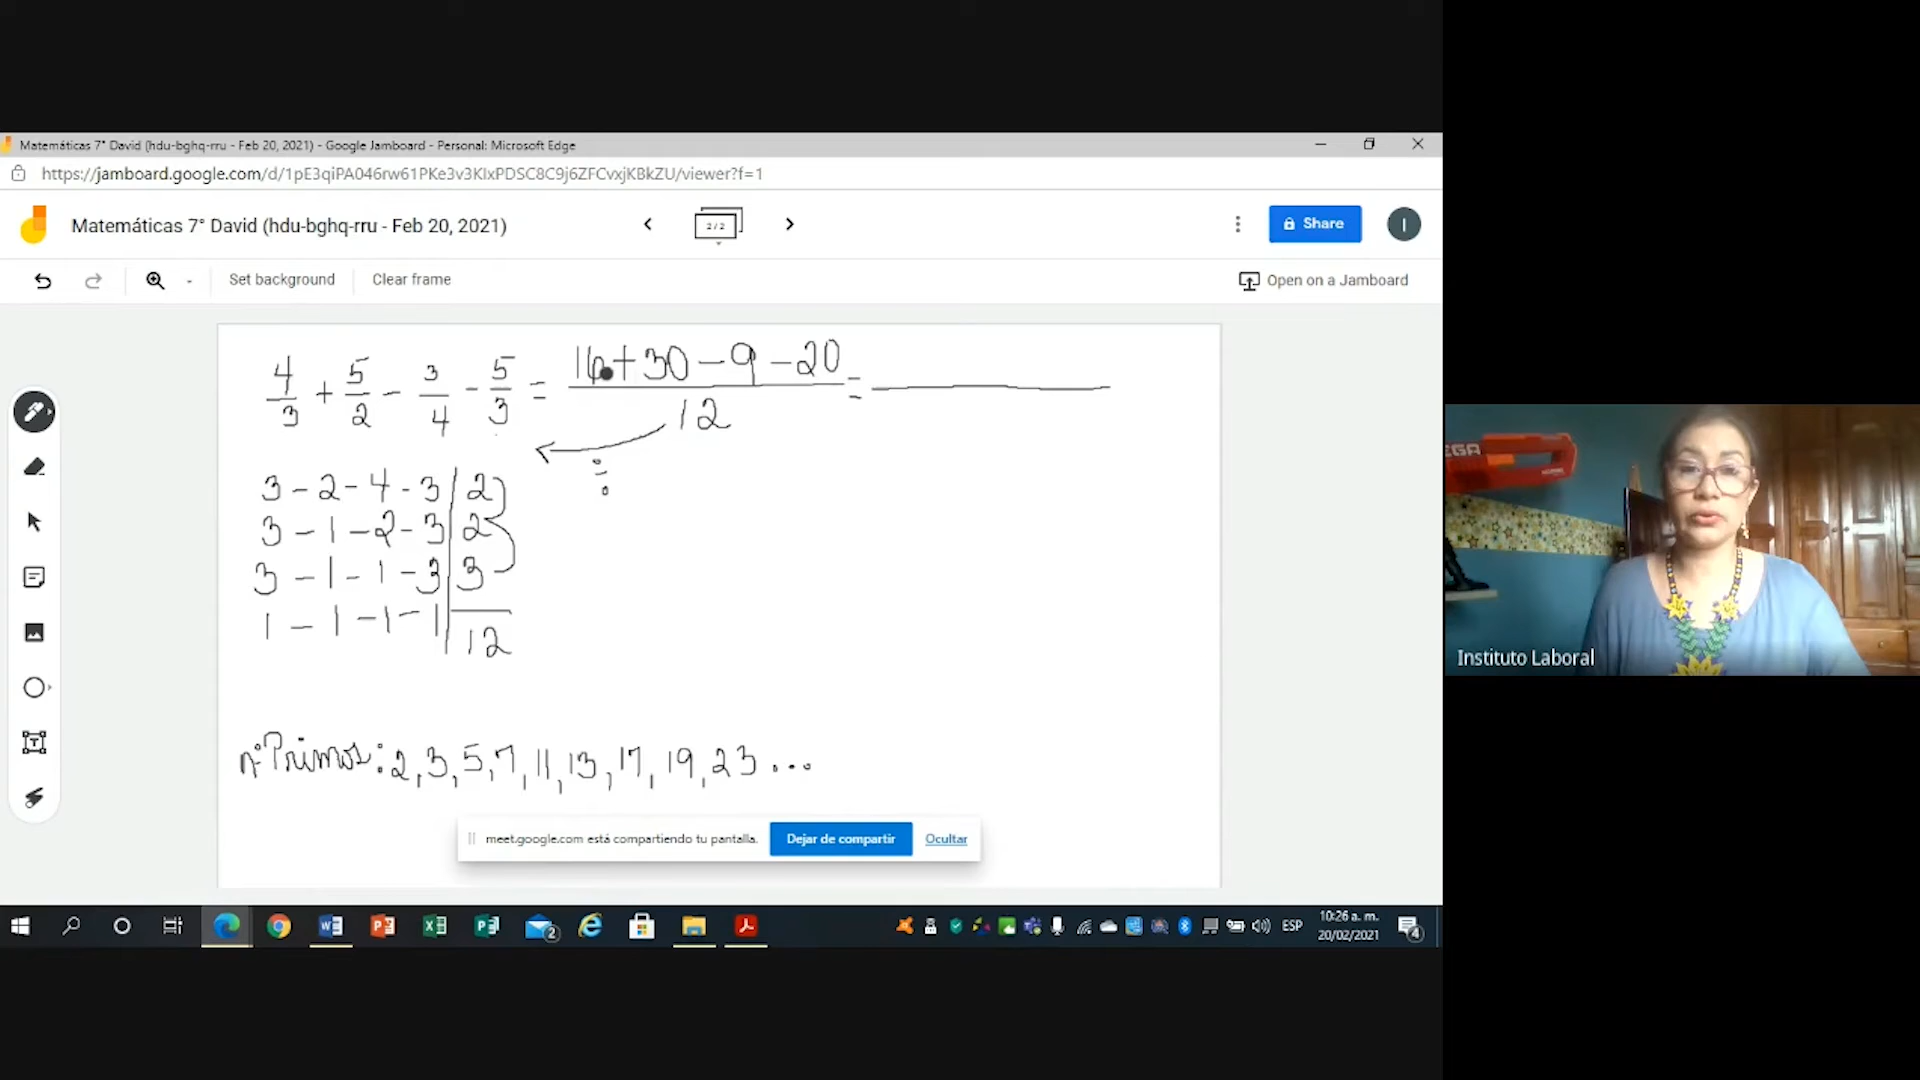 Matemáticas 7° David (hdu-bghq-rru - Feb 20, 2021) - Google Jamboard - Personal: Microsoft Edge
https://jamboard.google.com/d/1pE3qiPA046rw61PKe3v3KIxPDSC8C9j6ZFCvxjKBkZU/viewer?f=1
Matemáticas 7° David (hdu-bghq-rru - Feb 20, 2021)
2 / 2
Share
I
Set background
Clear frame
Open on a Jamboard
4/3 + 5/2 - 3/4 - 5/3 = 16+30-9-20/12 =
÷
3 - 2 - 4 - 3 | 2
3 - 1 - 2 - 3 | 2
3 - 1 - 1 - 3 | 3
1 - 1 - 1 - 1 | 12
n° Primos: 2, 3, 5, 7, 11, 13, 17, 19, 23 ...
meet.google.com está compartiendo tu pantalla.
Dejar de compartir
Ocultar
2
ESP
10:26 a. m.
20/02/2021
4
Instituto Laboral